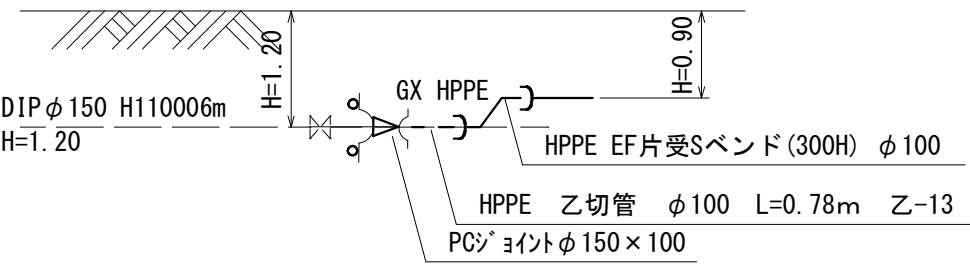 H=1.20
H=0.90
GX HPPE
DIPφ150 H110006m
H=1.20
HPPE EF片受Sベンド(300H) φ100
HPPE 乙切管 φ100 L=0.78m 乙-13
PCジョイントφ150×100